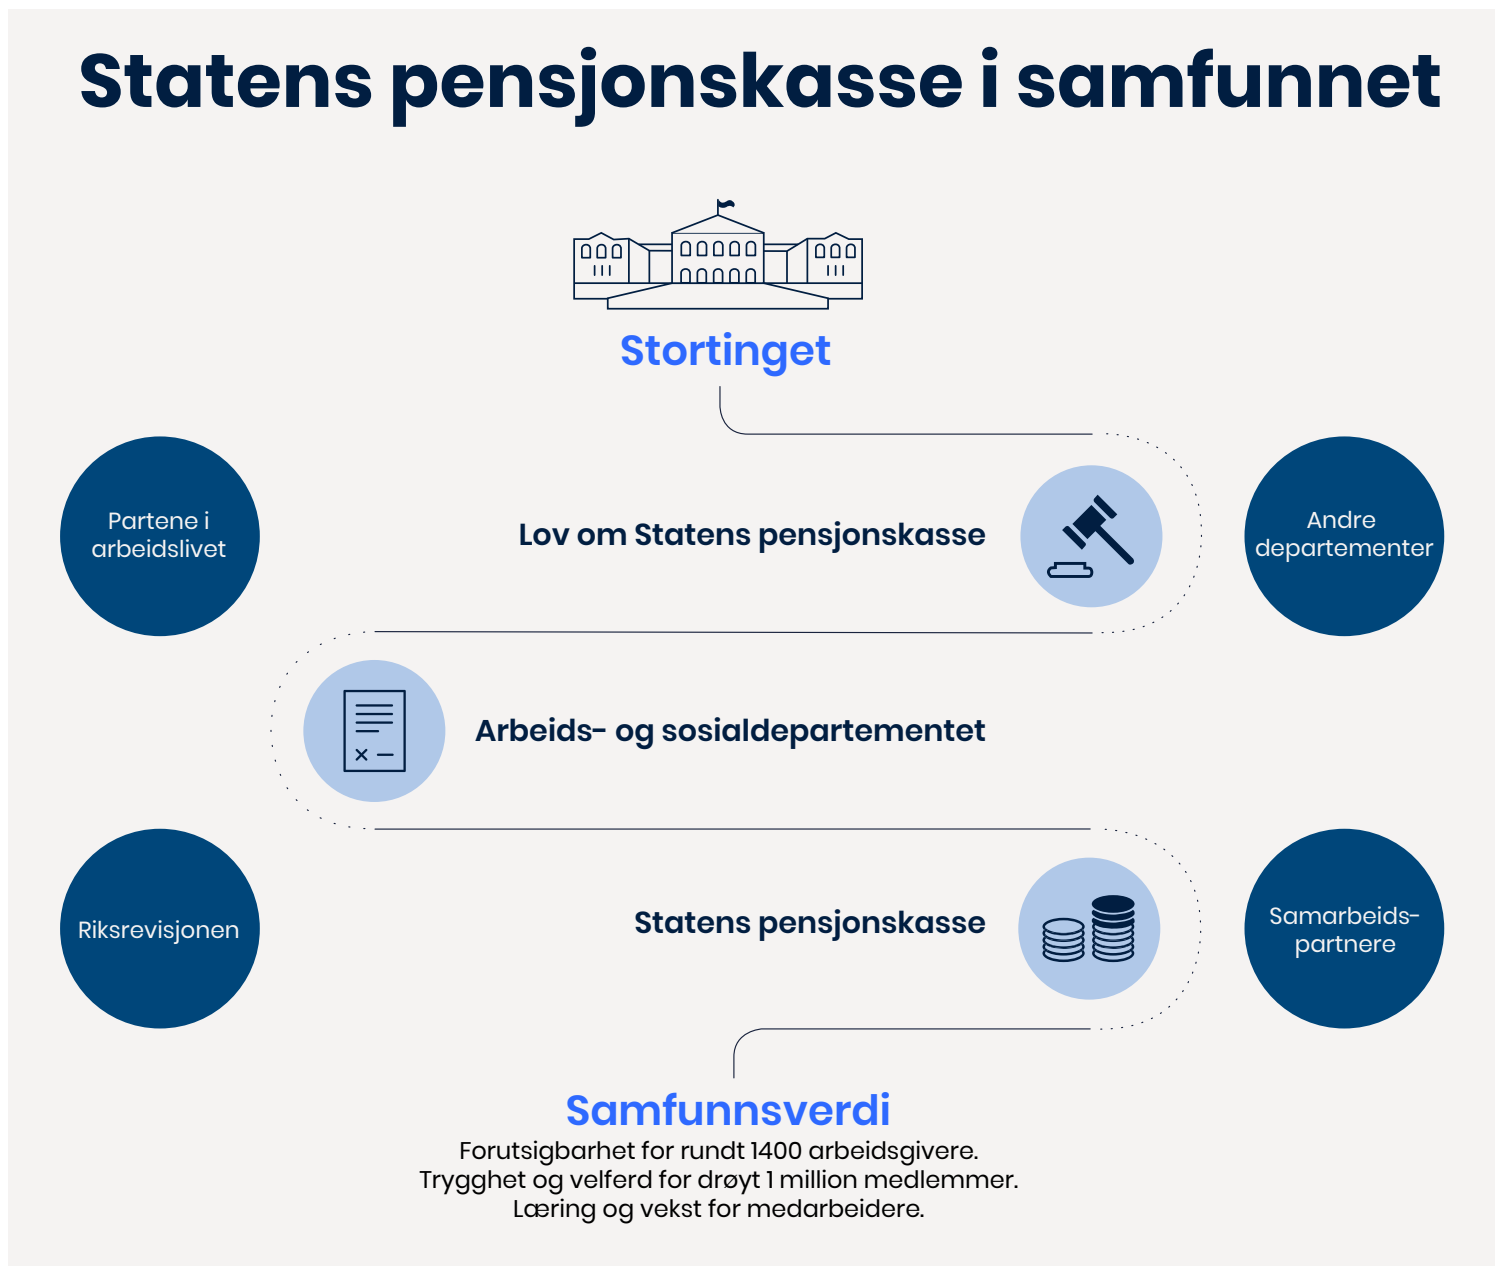 Statens pensjonskasse i samfunnet
Stortinget
Partene i
arbeidslivet
Lov om Statens pensjonskasse
Andre
departementer
Arbeids- og sosialdepartementet
Riksrevisjonen
Statens pensjonskasse
Samarbeids-
partnere
Samfunnsverdi
Forutsigbarhet for rundt 1400 arbeidsgivere.
Trygghet og velferd for drøyt 1 million medlemmer.
Læring og vekst for medarbeidere.